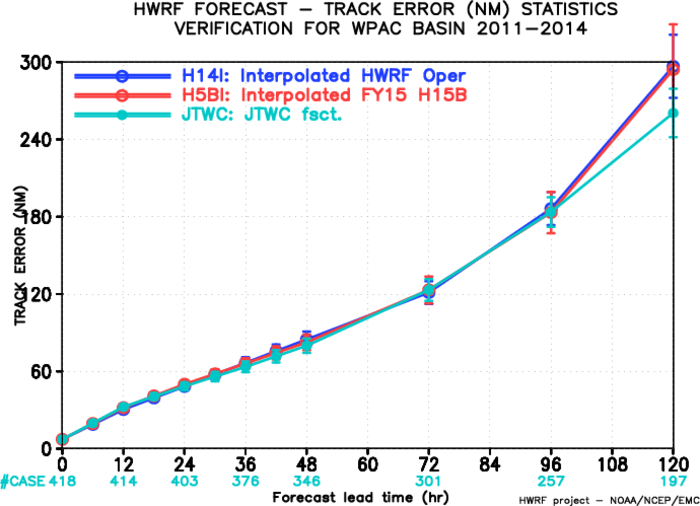 HWRF FORECAST – TRACK ERROR (NM) STATISTICS
VERIFICATION FOR WPAC BASIN 2011–2014
H14I: Interpolated HWRF Oper
H5BI: Interpolated FY15 H15B
JTWC: JTWC fsct.
TRACK ERROR (NM)
300
240
180
120
60
0
0 12 24 36 48 60 72 84 96 108 120
#CASE 418 414 403 376 346 301 257 197
Forecast lead time (hr)
HWRF project – NOAA/NCEP/EMC